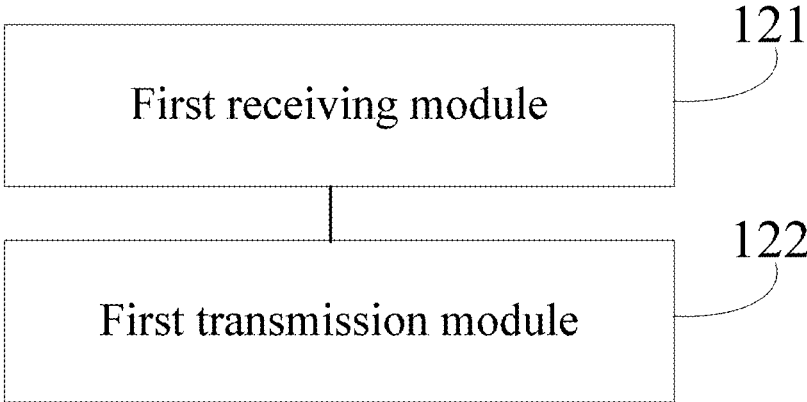 121
First receiving module
122
First transmission module